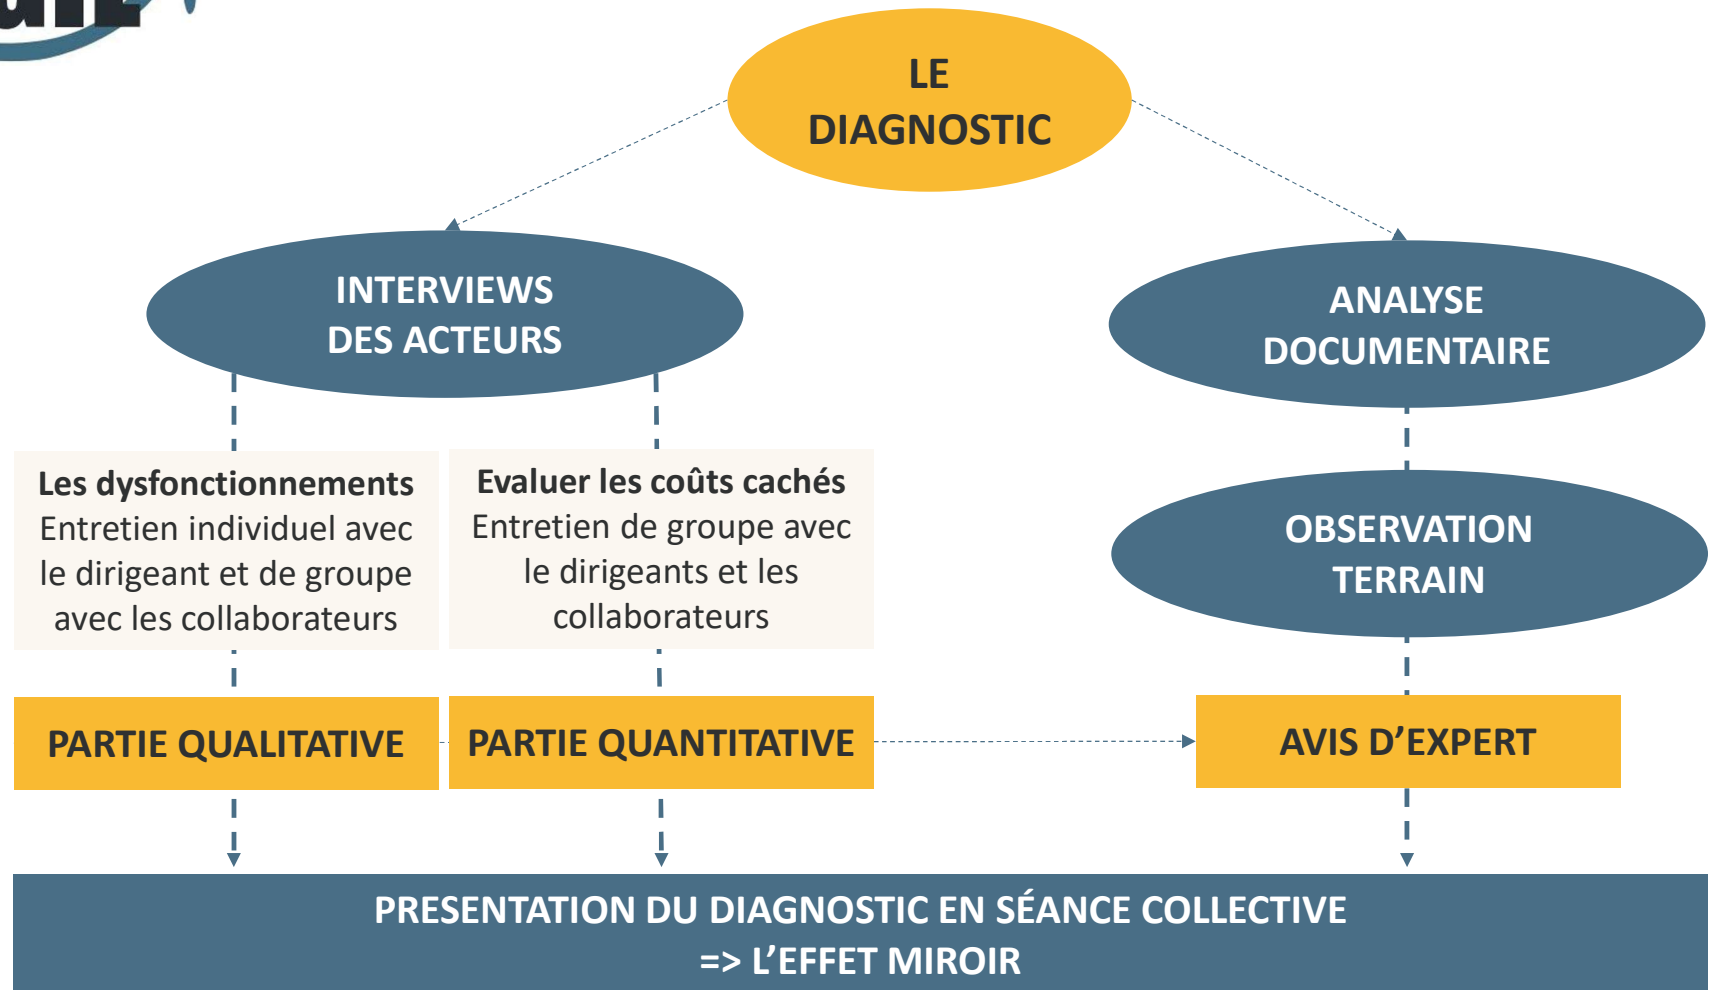 LE
DIAGNOSTIC
INTERVIEWS
DES ACTEURS
ANALYSE
DOCUMENTAIRE
Les dysfonctionnements
Entretien individuel avec
le dirigeant et de groupe
avec les collaborateurs
Evaluer les coûts cachés
Entretien de groupe avec
le dirigeants et les
collaborateurs
OBSERVATION
TERRAIN
PARTIE QUALITATIVE
PARTIE QUANTITATIVE
AVIS D’EXPERT
PRESENTATION DU DIAGNOSTIC EN SÉANCE COLLECTIVE
=> L’EFFET MIROIR